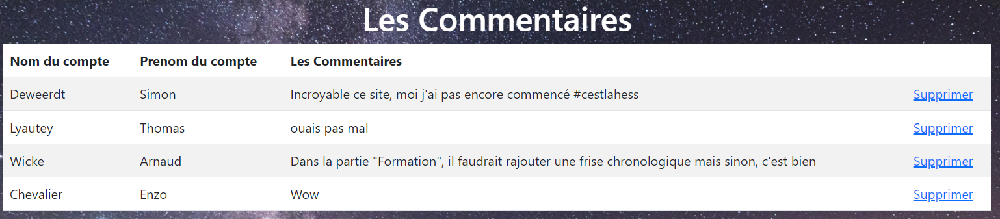 Les Commentaires
Nom du compte Prenom du compte Les Commentaires
Deweerdt Simon Incroyable ce site, moi j'ai pas encore commencé #cestlahess Supprimer
Lyautey Thomas ouais pas mal Supprimer
Wicke Arnaud Dans la partie "Formation", il faudrait rajouter une frise chronologique mais sinon, c'est bien Supprimer
Chevalier Enzo Wow Supprimer